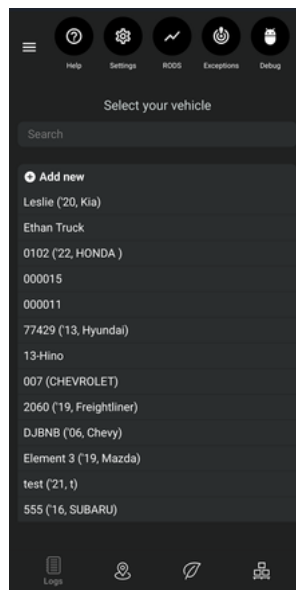 Help Settings RODS Exceptions Debug
Select your vehicle
Search
Add new
Leslie ('20, Kia)
Ethan Truck
0102 ('22, HONDA )
000015
000011
77429 ('13, Hyundai)
13-Hino
007 (CHEVROLET)
2060 ('19, Freightliner)
DJBNB ('06, Chevy)
Element 3 ('19, Mazda)
test ('21, t)
555 ('16, SUBARU)
Logs